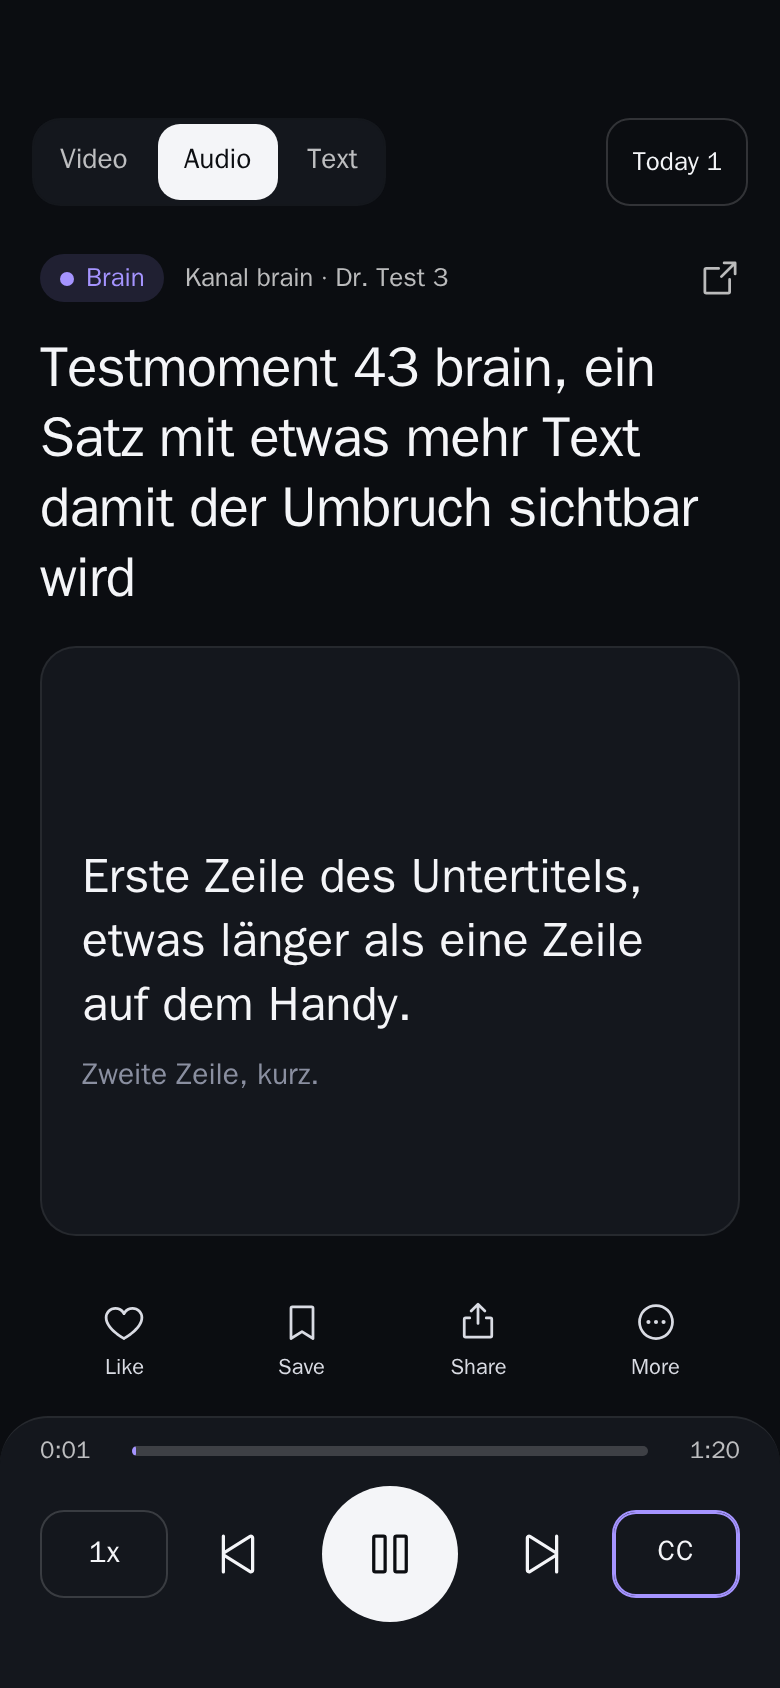 Video Audio Text Today 1
Brain Kanal brain · Dr. Test 3
Testmoment 43 brain, ein
Satz mit etwas mehr Text
damit der Umbruch sichtbar
wird
Erste Zeile des Untertitels,
etwas länger als eine Zeile
auf dem Handy.
Zweite Zeile, kurz.
Like Save Share More
0:01 1:20
1x CC